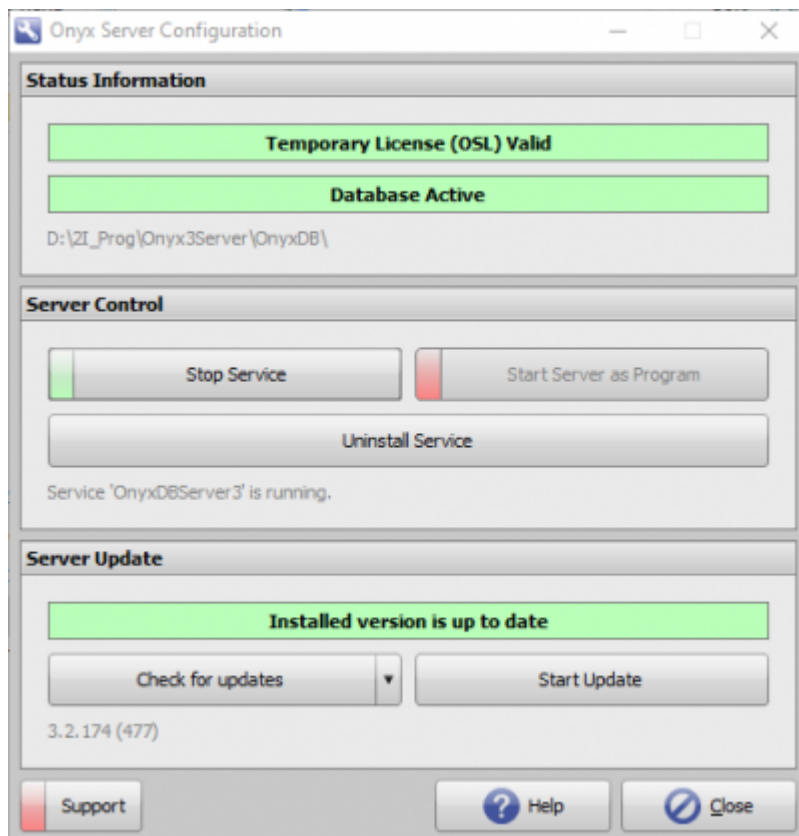 Onyx Server Configuration
Status Information
Temporary License (OSL) Valid
Database Active
D:\2I_Prog\Onyx3Server\OnyxDB\
Server Control
Stop Service
Start Server as Program
Uninstall Service
Service 'OnyxDBServer3' is running.
Server Update
Installed version is up to date
Check for updates
Start Update
3.2.174 (477)
Support
Help
Close